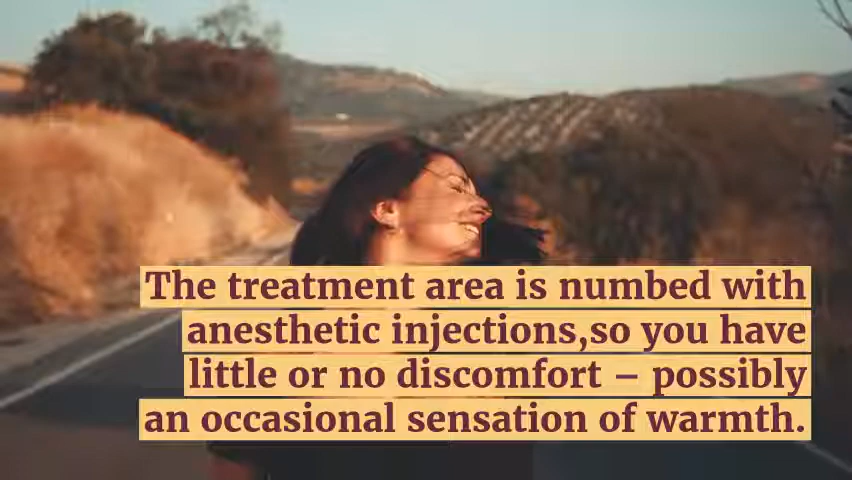 The treatment area is numbed with
anesthetic injections,so you have
little or no discomfort – possibly
an occasional sensation of warmth.